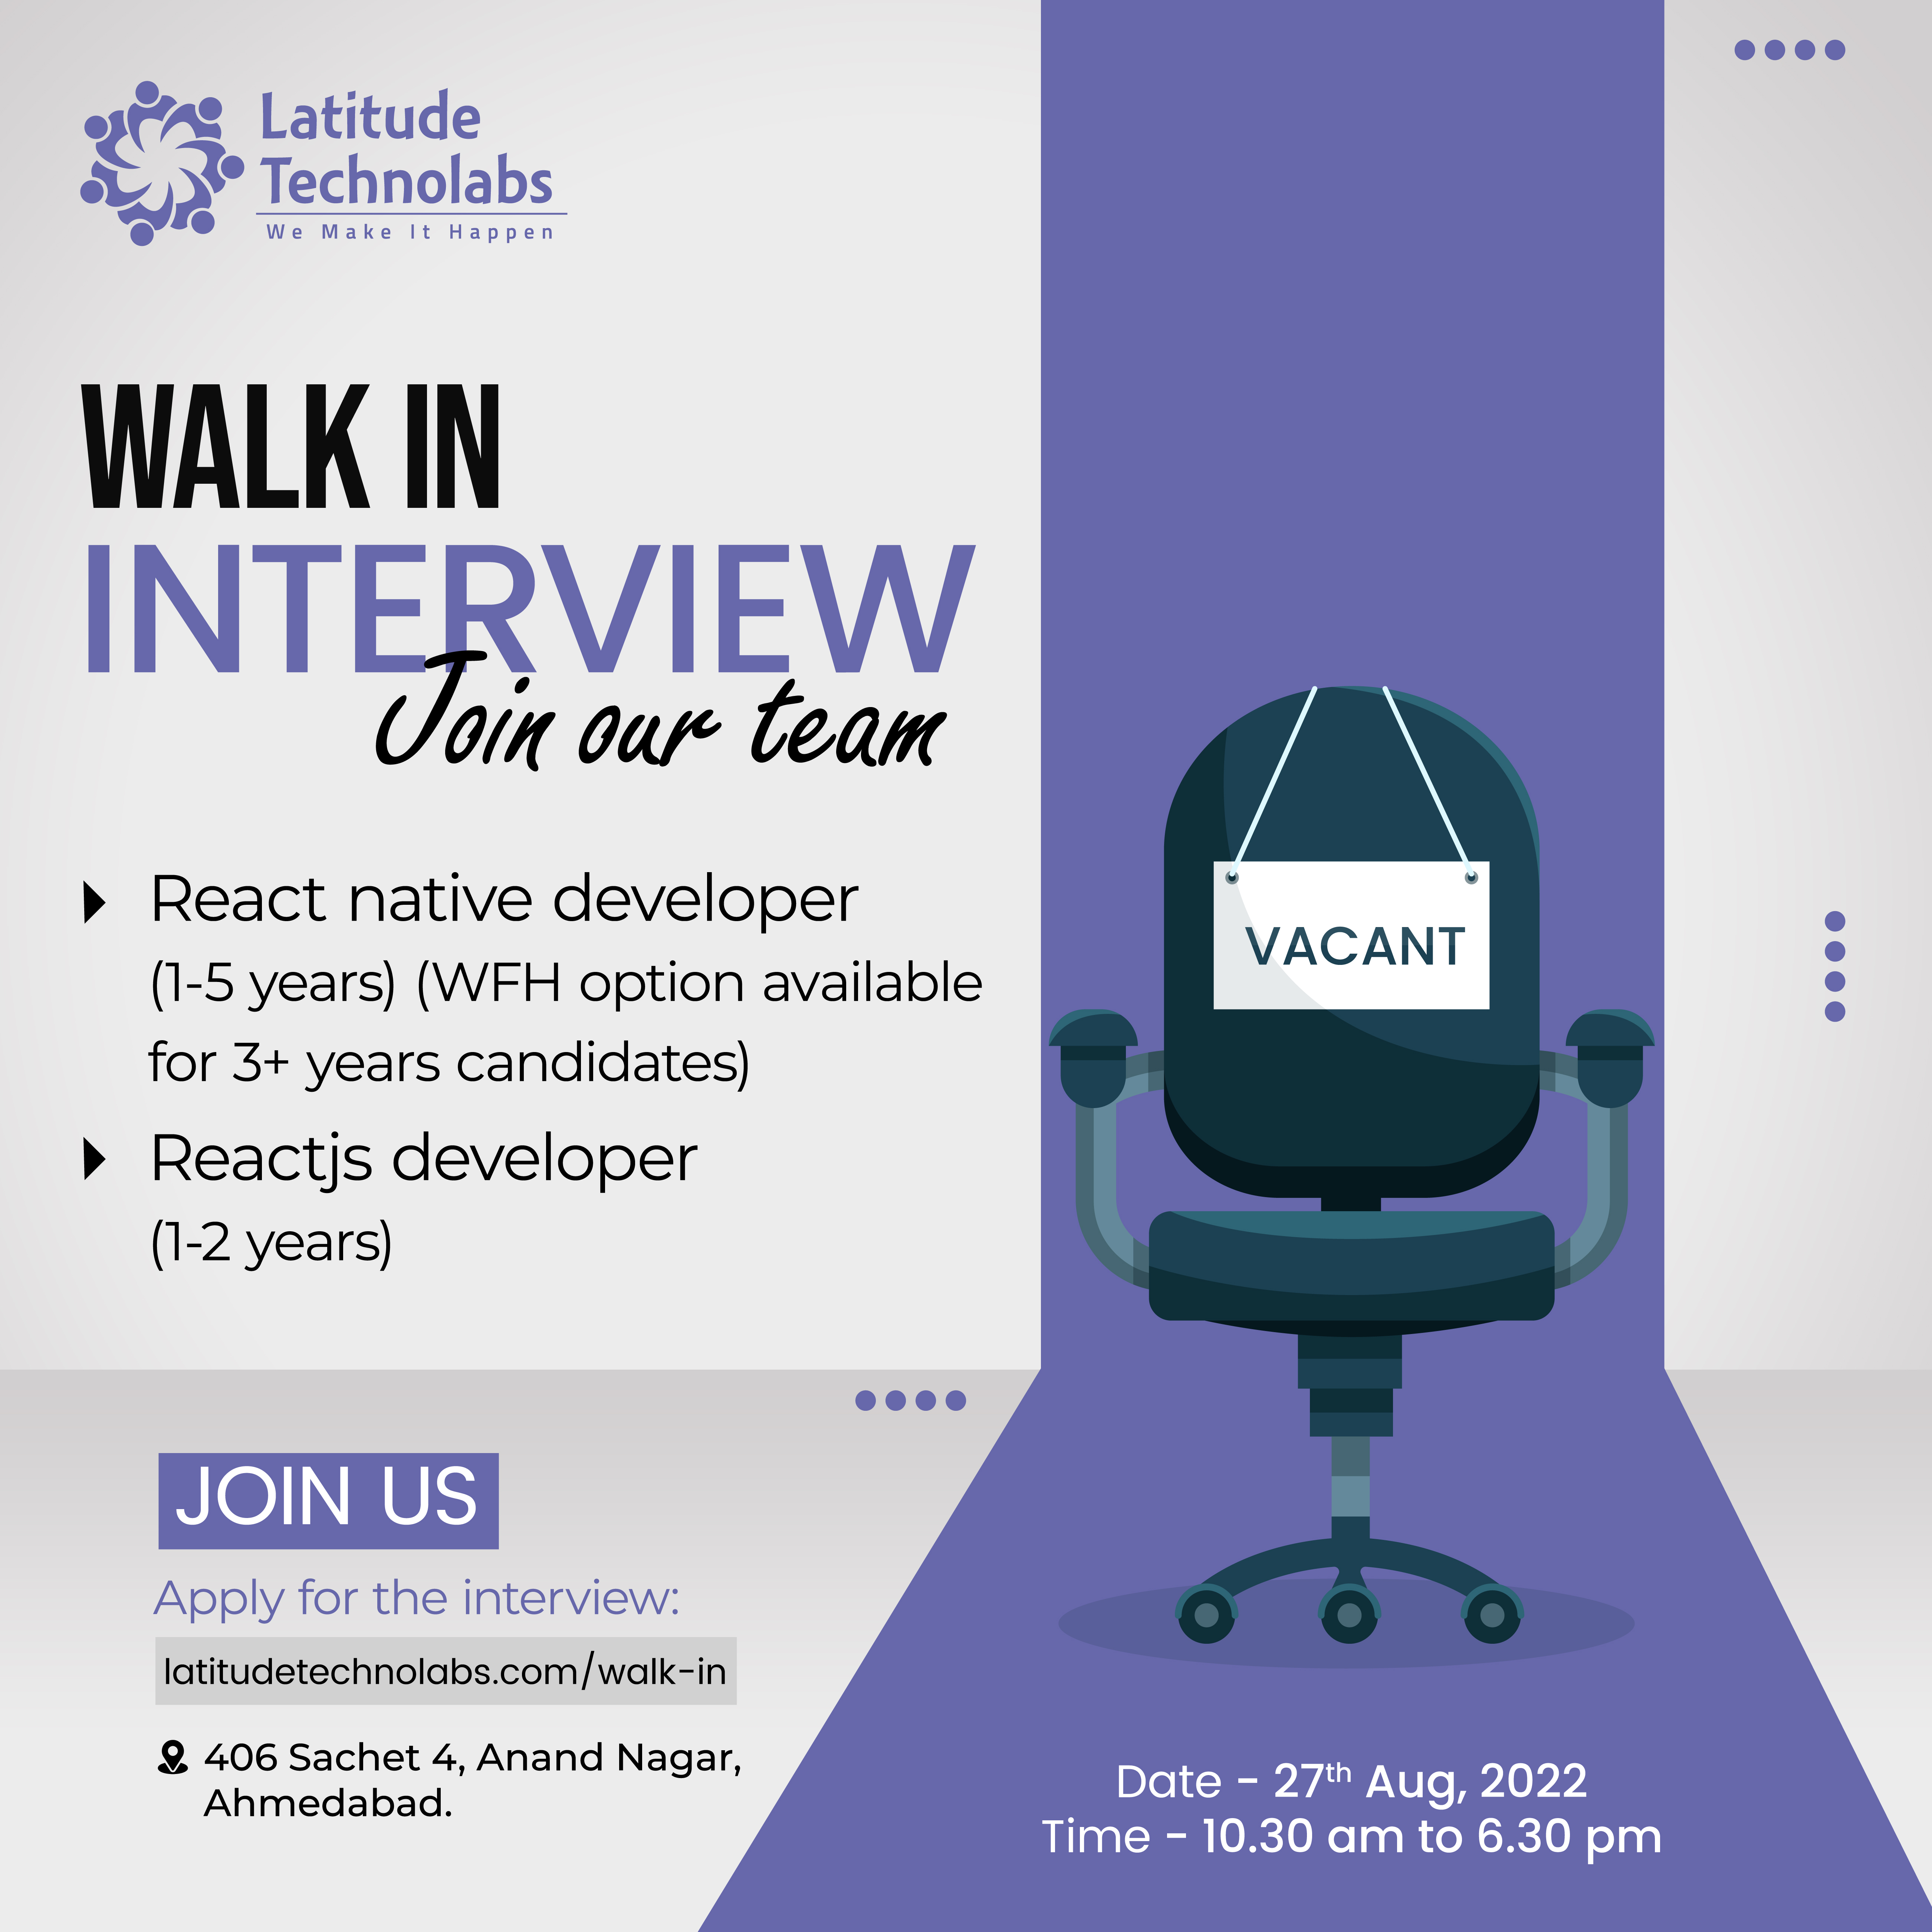 Latitude
Technolabs
We Make It Happen
WALK IN
INTERVIEW
Join our team
React native developer
(1-5 years) (WFH option available
for 3+ years candidates)
Reactjs developer
(1-2 years)
VACANT
JOIN US
Apply for the interview:
latitudetechnolabs.com/walk-in
406 Sachet 4, Anand Nagar,
Ahmedabad.
Date - 27th Aug, 2022
Time - 10.30 am to 6.30 pm